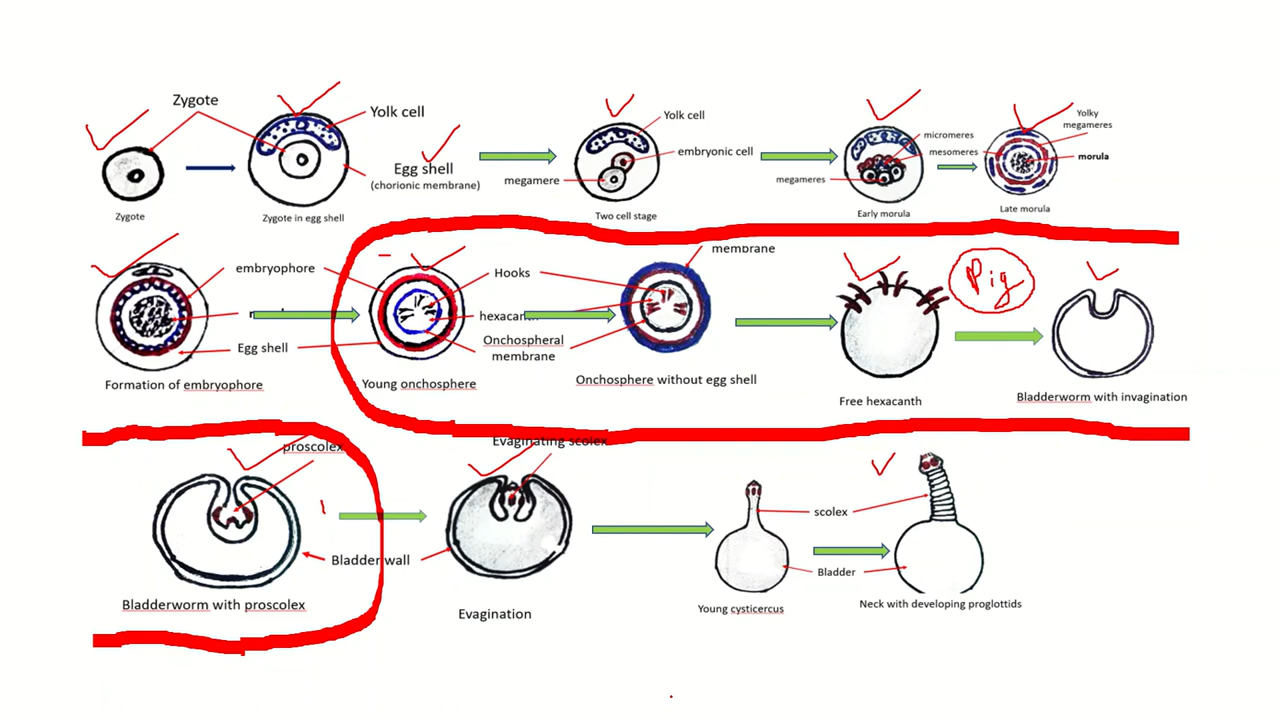 Zygote
Yolk cell
Egg shell
(chorionic membrane)
Zygote
Zygote in egg shell
Yolk cell
embryonic cell
megamere
Two cell stage
micromeres
mesomeres
megameres
Early morula
Yolky
megameres
morula
Late morula
embryophore
Egg shell
Formation of embryophore
Hooks
Onchospheral
membrane
Young onchosphere
membrane
Onchosphere without egg shell
Free hexacanth
Pig
Bladderworm with invagination
proscolex
Bladder wall
Bladderworm with proscolex
Evaginating scolex
Evagination
scolex
Bladder
Young cysticercus
Neck with developing proglottids